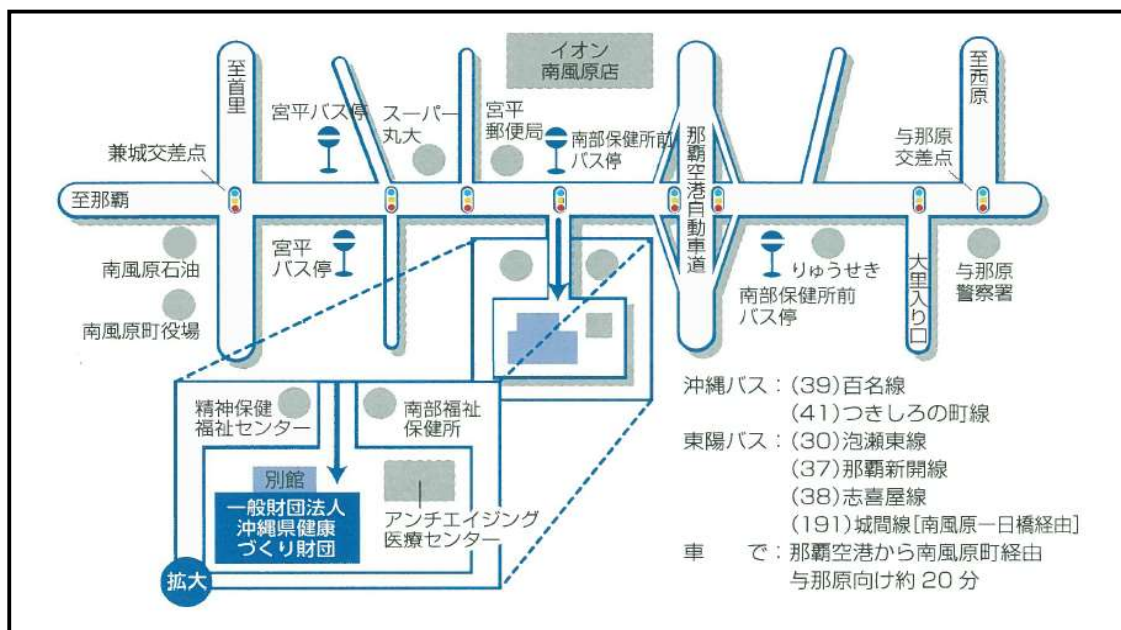 イオン
南風原店
至首里
至西原
宮平バス停
スーパー
丸大
宮平
郵便局
南部保健所前
バス停
那覇空港自動車道
与那原
交差点
兼城交差点
至那覇
南風原石油
宮平
バス停
りゅうせき
南部保健所前
バス停
大里入り口
与那原
警察署
南風原町役場
精神保健
福祉センター
南部福祉
保健所
別館
一般財団法人
沖縄県健康
づくり財団
アンチエイジング
医療センター
拡大
沖縄バス：(39)百名線
(41)つきしろの町線
東陽バス：(30)泡瀬東線
(37)那覇新開線
(38)志喜屋線
(191)城間線[南風原一日橋経由]
車　で：那覇空港から南風原町経由
与那原向け約20分